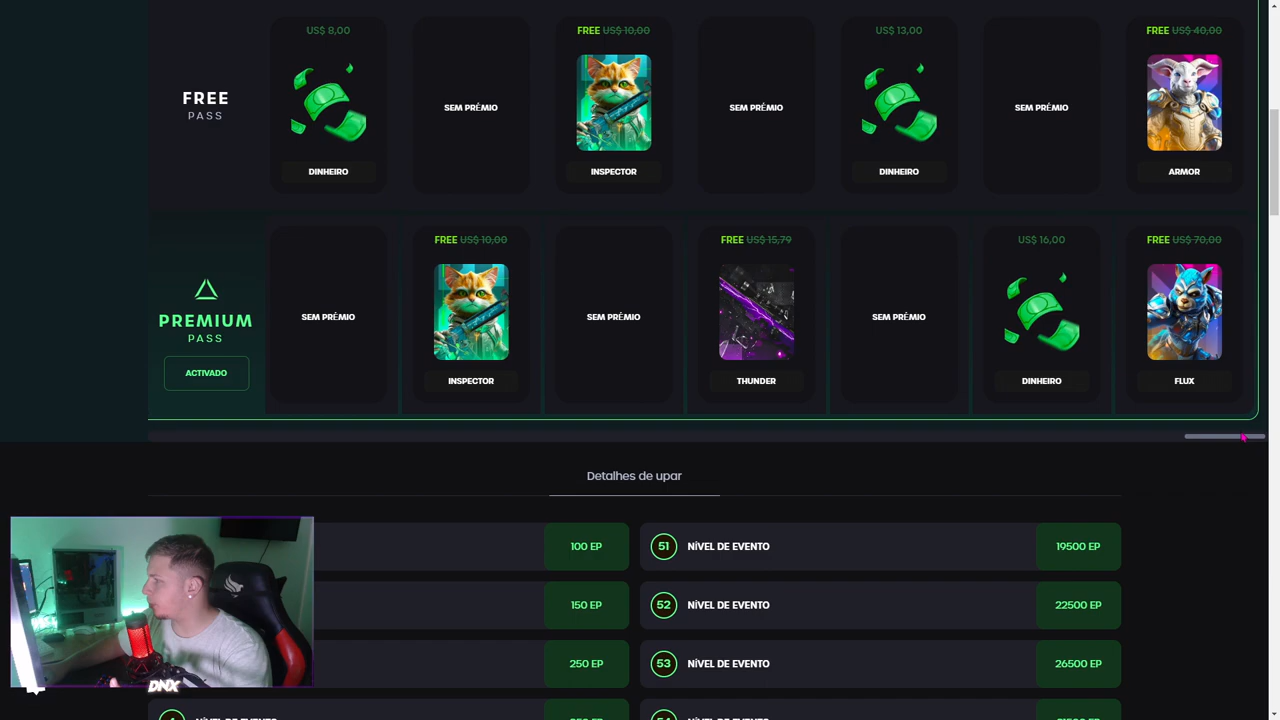 US$ 8,00
FREE US$ 10,00
US$ 13,00
FREE US$ 40,00
FREE
PASS
SEM PRÊMIO
SEM PRÊMIO
SEM PRÊMIO
DINHEIRO
INSPECTOR
DINHEIRO
ARMOR
FREE US$ 10,00
FREE US$ 15,79
US$ 16,00
FREE US$ 70,00
PREMIUM
PASS
ACTIVADO
SEM PRÊMIO
SEM PRÊMIO
SEM PRÊMIO
INSPECTOR
THUNDER
DINHEIRO
FLUX
Detalhes de upar
100 EP
51 NÍVEL DE EVENTO 19500 EP
150 EP
52 NÍVEL DE EVENTO 22500 EP
250 EP
53 NÍVEL DE EVENTO 26500 EP
DNX